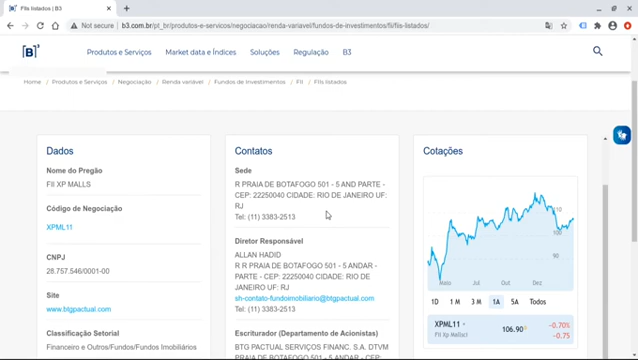 FIIs listados | B3
Not secure
b3.com.br/pt_br/produtos-e-servicos/negociacao/renda-variavel/fundos-de-investimentos/fii/fiis-listados/
[B]³
Produtos e Serviços
Market data e Índices
Soluções
Regulação
B3
Home / Produtos e Serviços / Negociação / Renda variável / Fundos de Investimentos / FII / FIIs listados
Dados
Nome do Pregão
FII XP MALLS
Código de Negociação
XPML11
CNPJ
28.757.546/0001-00
Site
www.btgpactual.com
Classificação Setorial
Financeiro e Outros/Fundos/Fundos Imobiliários
Contatos
Sede
R PRAIA DE BOTAFOGO 501 - 5 AND PARTE -
CEP: 22250040 CIDADE: RIO DE JANEIRO UF:
RJ
Tel: (11) 3383-2513
Diretor Responsável
ALLAN HADID
R R PRAIA DE BOTAFOGO 501 - 5 ANDAR -
PARTE - CEP: 22250040 CIDADE: RIO DE
JANEIRO UF: RJ
sh-contato-fundoimobiliario@btgpactual.com
Tel: (11) 3383-2513
Escriturador (Departamento de Acionistas)
BTG PACTUAL SERVIÇOS FINANC. S.A. DTVM
Cotações
110
100
90
Maio
Jul
Out
Dez
1D
1 M
3 M
1A
5A
Todos
XPML11
106.90
-0.70%
FII Xp Mallsci
-0.75